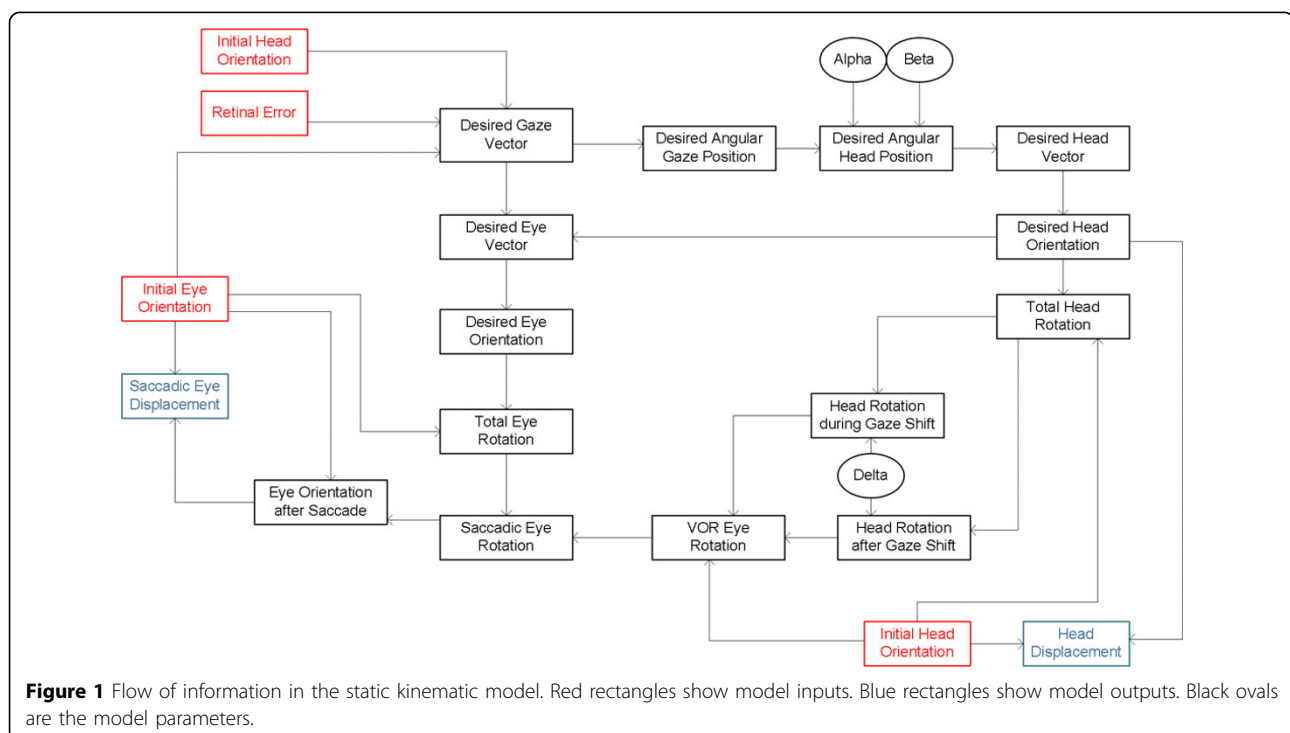 Initial Head
Orientation
Retinal Error
Alpha
Beta
Desired Gaze
Vector
Desired Angular
Gaze Position
Desired Angular
Head Position
Desired Head
Vector
Desired Eye
Vector
Desired Head
Orientation
Initial Eye
Orientation
Desired Eye
Orientation
Total Head
Rotation
Saccadic Eye
Displacement
Total Eye
Rotation
Head Rotation
during Gaze Shift
Delta
Eye Orientation
after Saccade
Saccadic Eye
Rotation
VOR Eye
Rotation
Head Rotation
after Gaze Shift
Initial Head
Orientation
Head
Displacement
Figure 1 Flow of information in the static kinematic model. Red rectangles show model inputs. Blue rectangles show model outputs. Black ovals
are the model parameters.